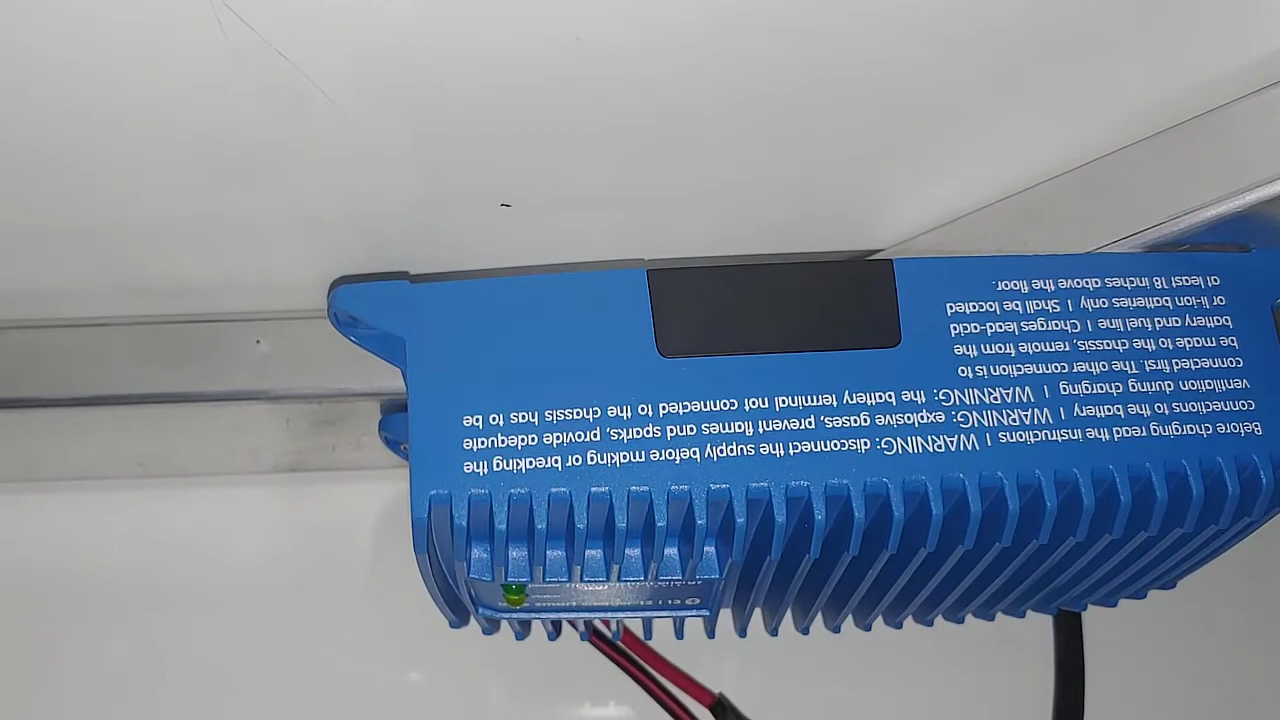 Before charging read the instructions | WARNING: disconnect the supply before making or breaking the
connections to the battery | WARNING: explosive gases, prevent flames and sparks, provide adequate
ventilation during charging | WARNING: the battery terminal not connected to the chassis has to be
connected first. The other connection is to
be made to the chassis, remote from the
battery and fuel line | Charges lead-acid
or li-ion batteries only | Shall be located
at least 18 inches above the floor.